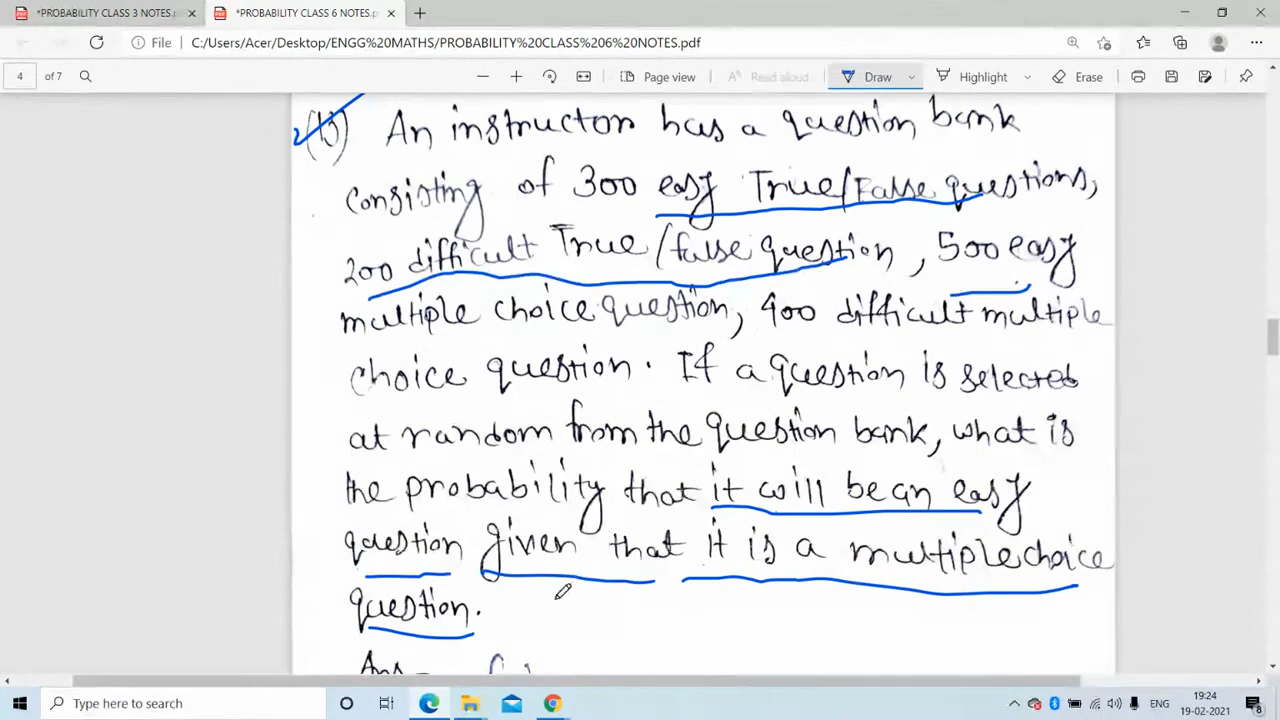 *PROBABILITY CLASS 3 NOTES.p
*PROBABILITY CLASS 6 NOTES.p
File
C:/Users/Acer/Desktop/ENGG%20MATHS/PROBABILITY%20CLASS%206%20NOTES.pdf
4 of 7
Page view
Read aloud
Draw
Highlight
Erase
(13) An instructor has a question bank
consisting of 300 easy True/False questions,
200 difficult True/false question, 500 easy
multiple choice question, 400 difficult multiple
choice question. If a question is selected
at random from the question bank, what is
the probability that it will be an easy
question given that it is a multiple choice
question.
Ans
Type here to search
ENG
19:24
19-02-2021
8